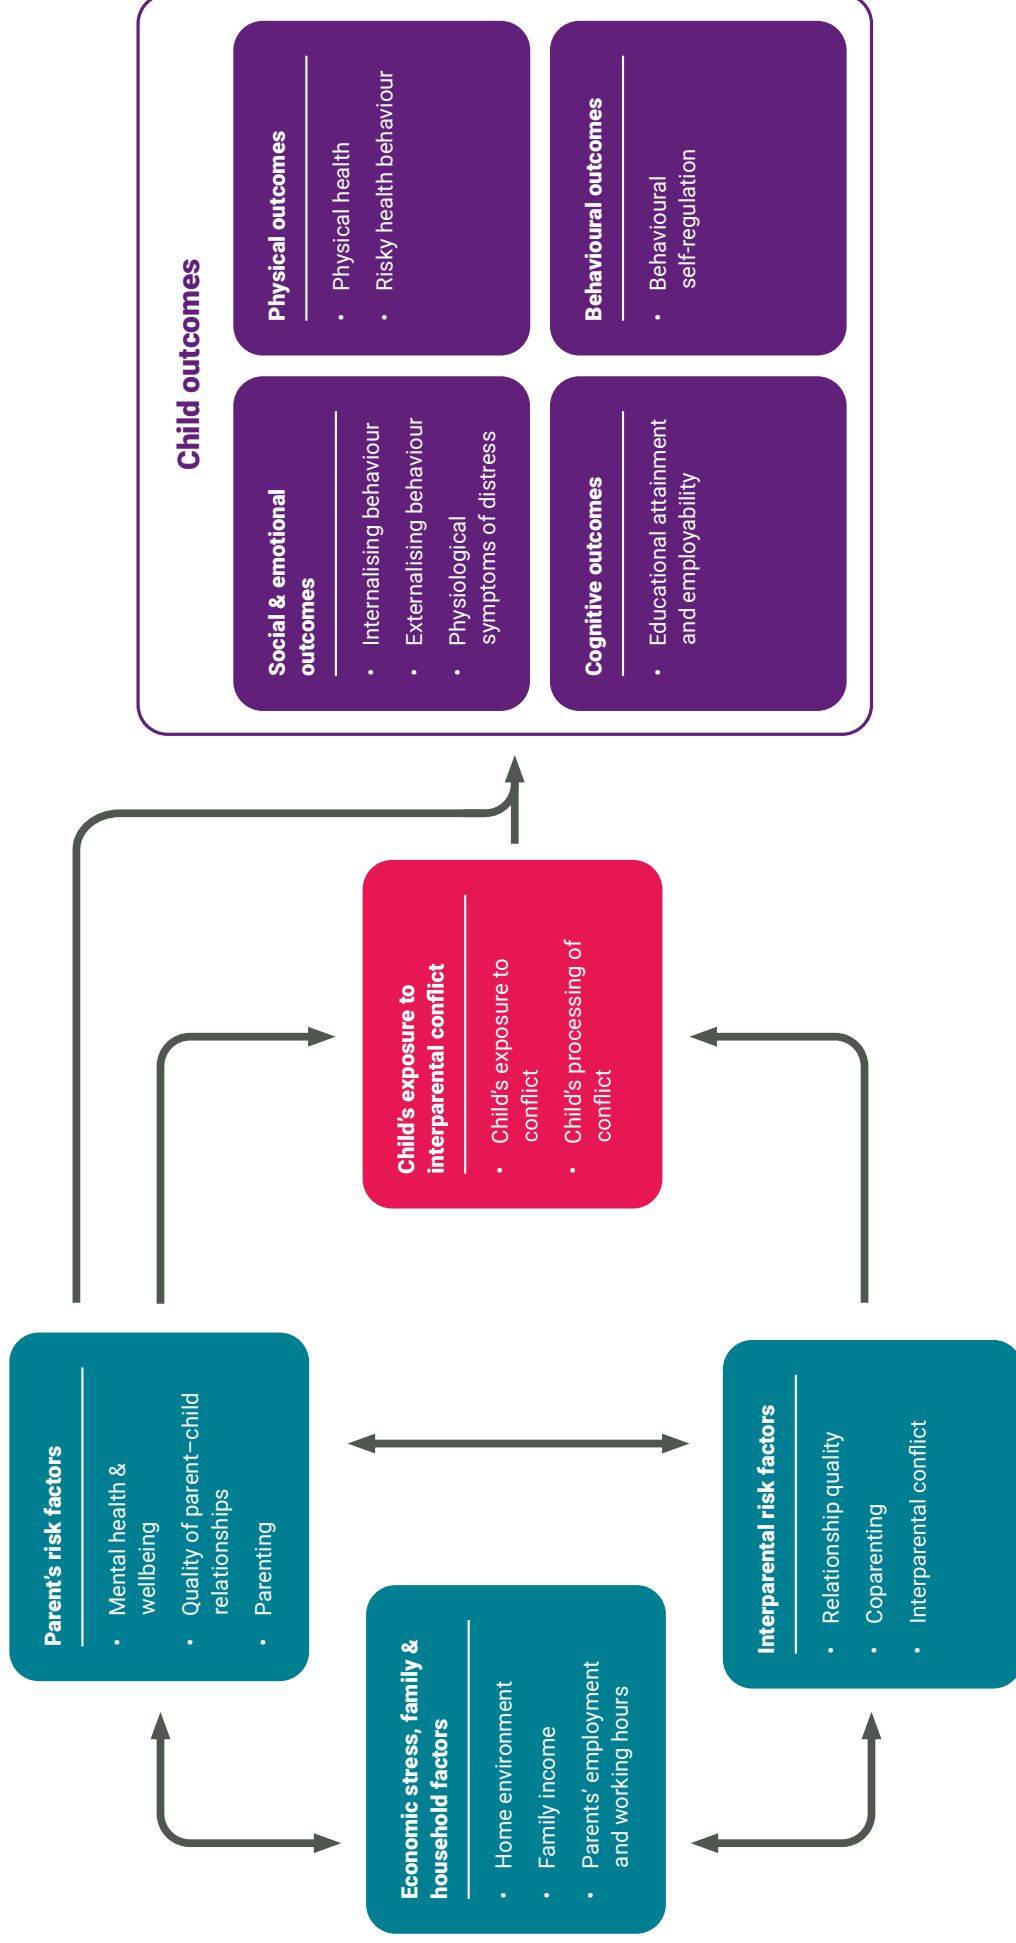 Economic stress, family &
household factors
• Home environment
• Family income
• Parents’ employment
and working hours
Parent’s risk factors
• Mental health &
wellbeing
• Quality of parent–child
relationships
• Parenting
Interparental risk factors
• Relationship quality
• Coparenting
• Interparental conflict
Child’s exposure to
interparental conflict
• Child’s exposure to
conflict
• Child’s processing of
conflict
Child outcomes
Social & emotional
outcomes
• Internalising behaviour
• Externalising behaviour
• Physiological
symptoms of distress
Physical outcomes
• Physical health
• Risky health behaviour
Cognitive outcomes
• Educational attainment
and employability
Behavioural outcomes
• Behavioural
self-regulation